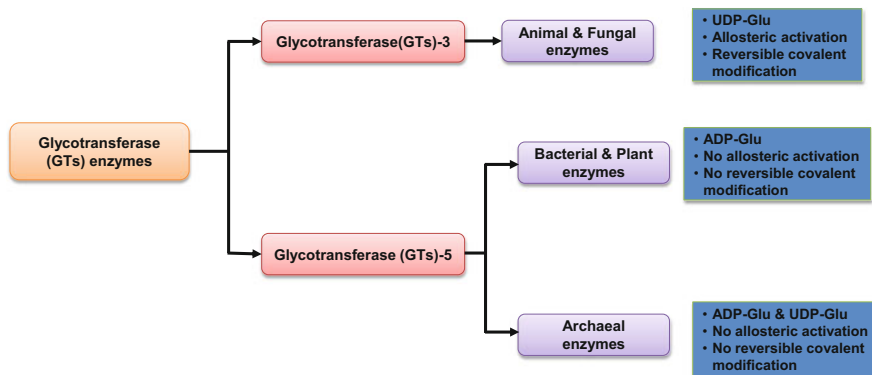 Glycotransferase
(GTs) enzymes
Glycotransferase(GTs)-3
Animal & Fungal
enzymes
• UDP-Glu
• Allosteric activation
• Reversible covalent
modification
Glycotransferase (GTs)-5
Bacterial & Plant
enzymes
• ADP-Glu
• No allosteric activation
• No reversible covalent
modification
Archaeal
enzymes
• ADP-Glu & UDP-Glu
• No allosteric activation
• No reversible covalent
modification